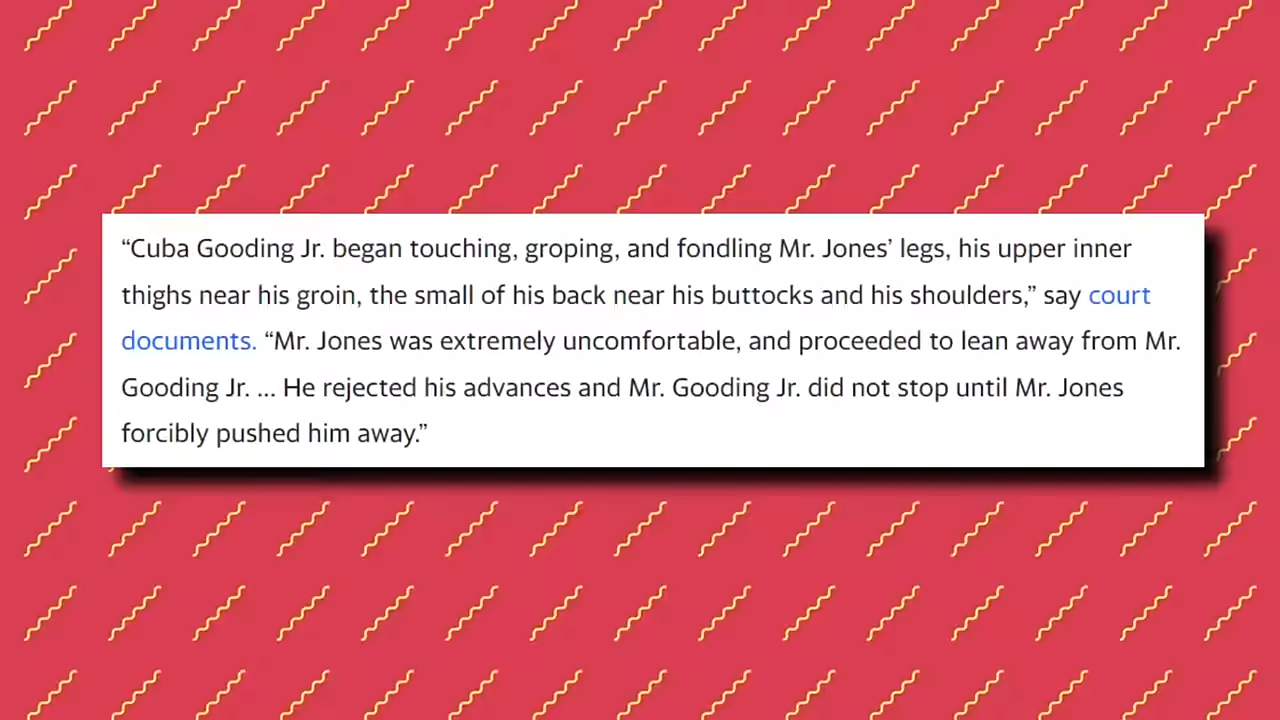 “Cuba Gooding Jr. began touching, groping, and fondling Mr. Jones’ legs, his upper inner
thighs near his groin, the small of his back near his buttocks and his shoulders,” say court
documents. “Mr. Jones was extremely uncomfortable, and proceeded to lean away from Mr.
Gooding Jr. ... He rejected his advances and Mr. Gooding Jr. did not stop until Mr. Jones
forcibly pushed him away.”